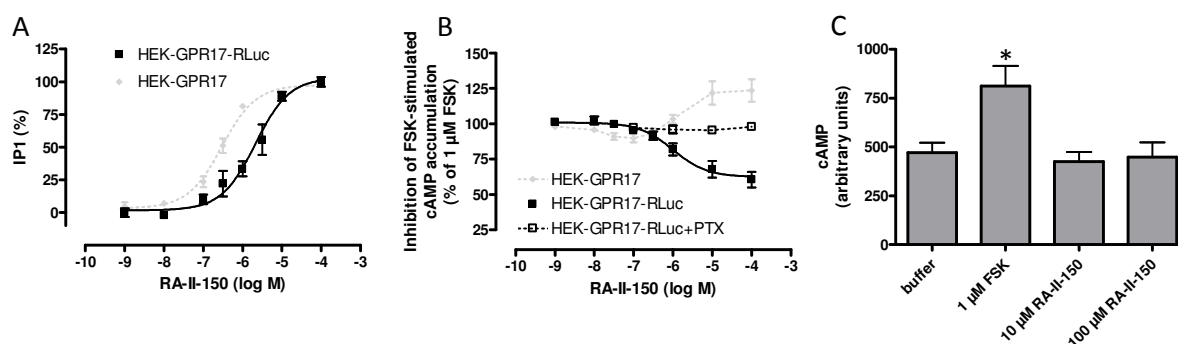 A
125
100
75
50
25
0
IP1 (%)
HEK-GPR17-RLuc
HEK-GPR17
-10 -9 -8 -7 -6 -5 -4 -3
RA-II-150 (log M)
B
150
125
100
75
50
25
Inhibition of FSK-stimulated
cAMP accumulation
(% of 1 µM FSK)
HEK-GPR17
HEK-GPR17-RLuc
HEK-GPR17-RLuc+PTX
-10 -9 -8 -7 -6 -5 -4 -3
RA-II-150 (log M)
C
1000
750
500
250
0
cAMP
(arbitrary units)
*
buffer
1 µM FSK
10 µM RA-II-150
100 µM RA-II-150